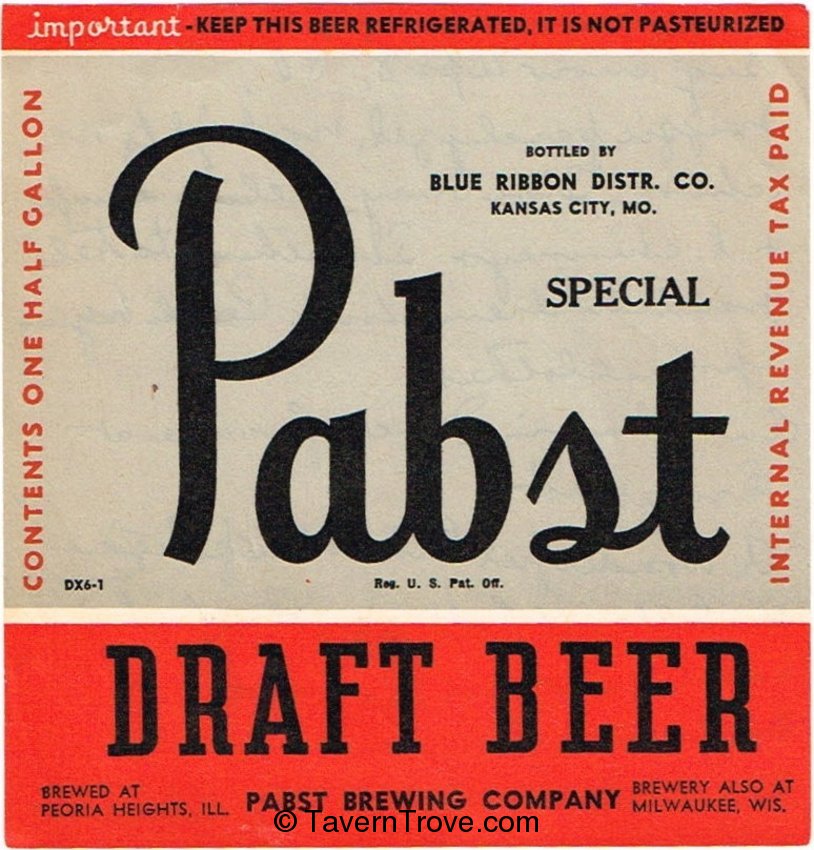 important - KEEP THIS BEER REFRIGERATED, IT IS NOT PASTEURIZED
CONTENTS ONE HALF GALLON
BOTTLED BY
BLUE RIBBON DISTR. CO.
KANSAS CITY, MO.
SPECIAL
Pabst
INTERNAL REVENUE TAX PAID
DX6-1
Reg. U. S. Pat. Off.
DRAFT BEER
BREWED AT
PEORIA HEIGHTS, ILL.
PABST BREWING COMPANY
BREWERY ALSO AT
MILWAUKEE, WIS.
© TavernTrove.com